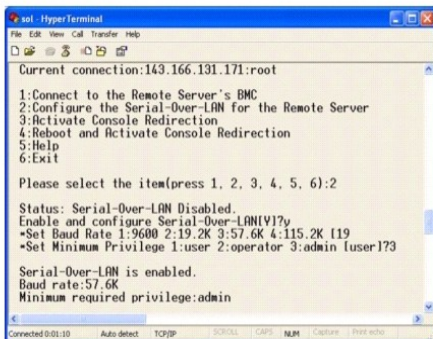 sol - HyperTerminal
File Edit View Call Transfer Help
Current connection:143.166.131.171:root
1:Connect to the Remote Server's BMC
2:Configure the Serial-Over-LAN for the Remote Server
3:Activate Console Redirection
4:Reboot and Activate Console Redirection
5:Help
6:Exit
Please select the item(press 1, 2, 3, 4, 5, 6):2
Status: Serial-Over-LAN Disabled.
Enable and configure Serial-Over-LAN[Y]?y
*Set Baud Rate 1:9600 2:19.2K 3:57.6K 4:115.2K [19
*Set Minimum Privilege 1:user 2:operator 3:admin [user]?3
Serial-Over-LAN is enabled.
Baud rate:57.6K
Minimum required privilege:admin
Connected 0:01:10 Auto detect TCP/IP SCROLL CAPS NUM Capture Print echo